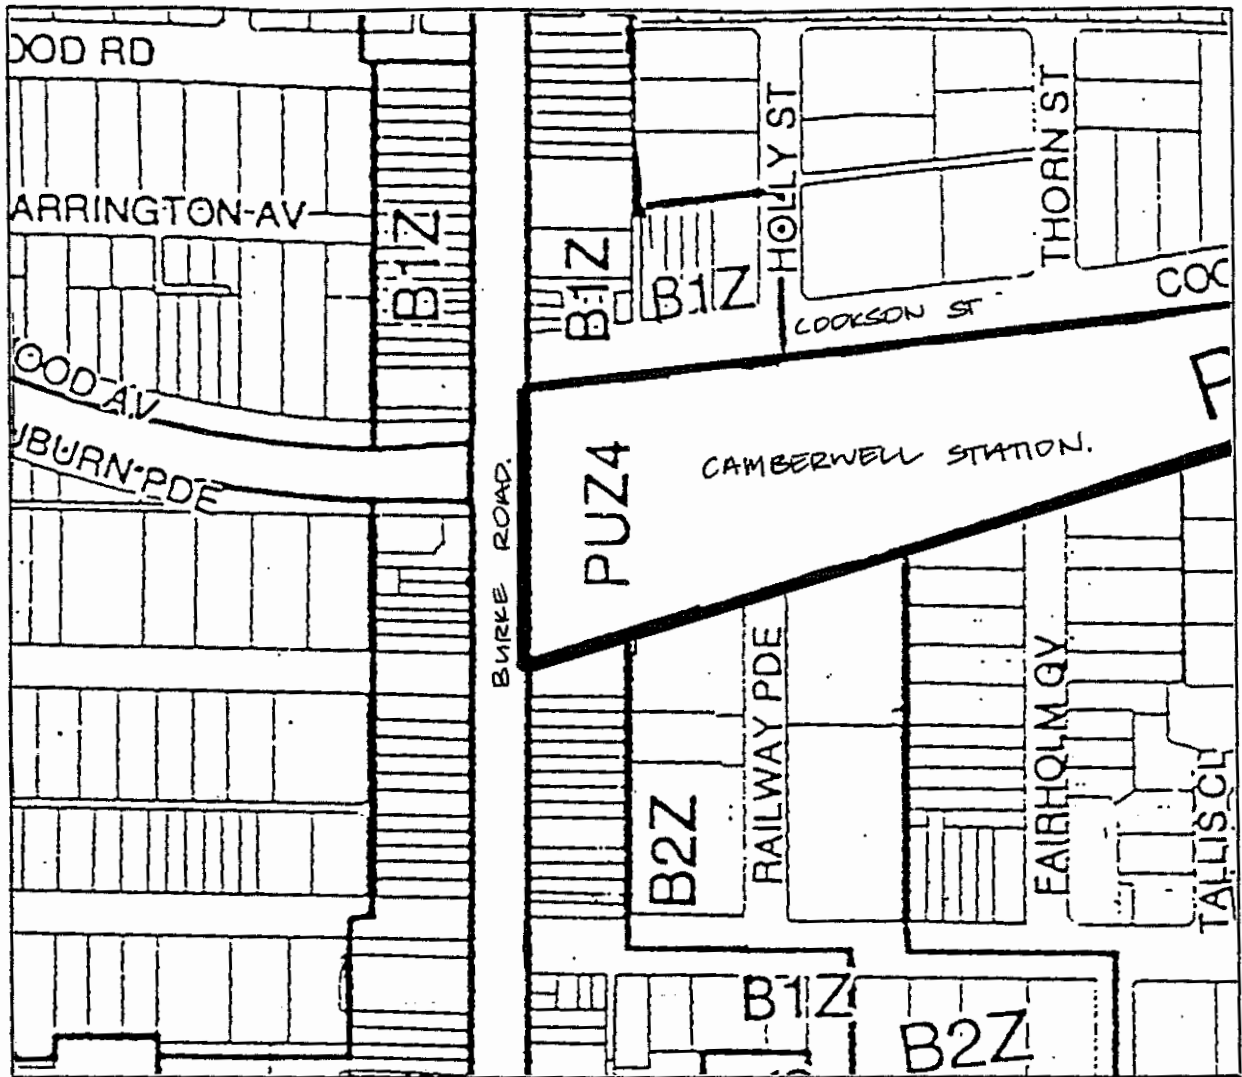 OOD RD
HOLLY ST
THORN ST
ARRINGTON AV
B1Z
B1Z
B1Z
COOKSON ST
COO
OOD AV
UBURN PDE
BURKE ROAD.
PUZ4
CAMBERWELL STATION.
P
B2Z
RAILWAY PDE
FAIRHOLM GV
TALLIS CL
B1Z
B2Z